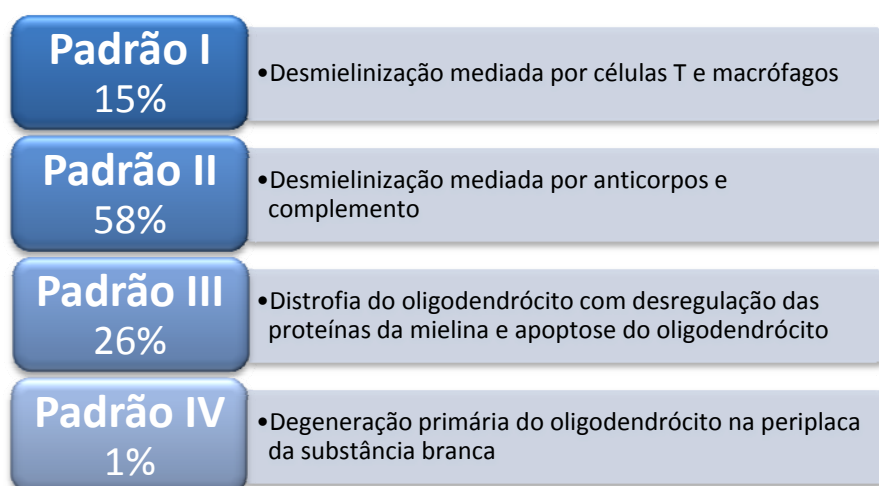 Padrão I
15%
•Desmielinização mediada por células T e macrófagos
Padrão II
58%
•Desmielinização mediada por anticorpos e
complemento
Padrão III
26%
•Distrofia do oligodendrócito com desregulação das
proteínas da mielina e apoptose do oligodendrócito
Padrão IV
1%
•Degeneração primária do oligodendrócito na periplaca
da substância branca